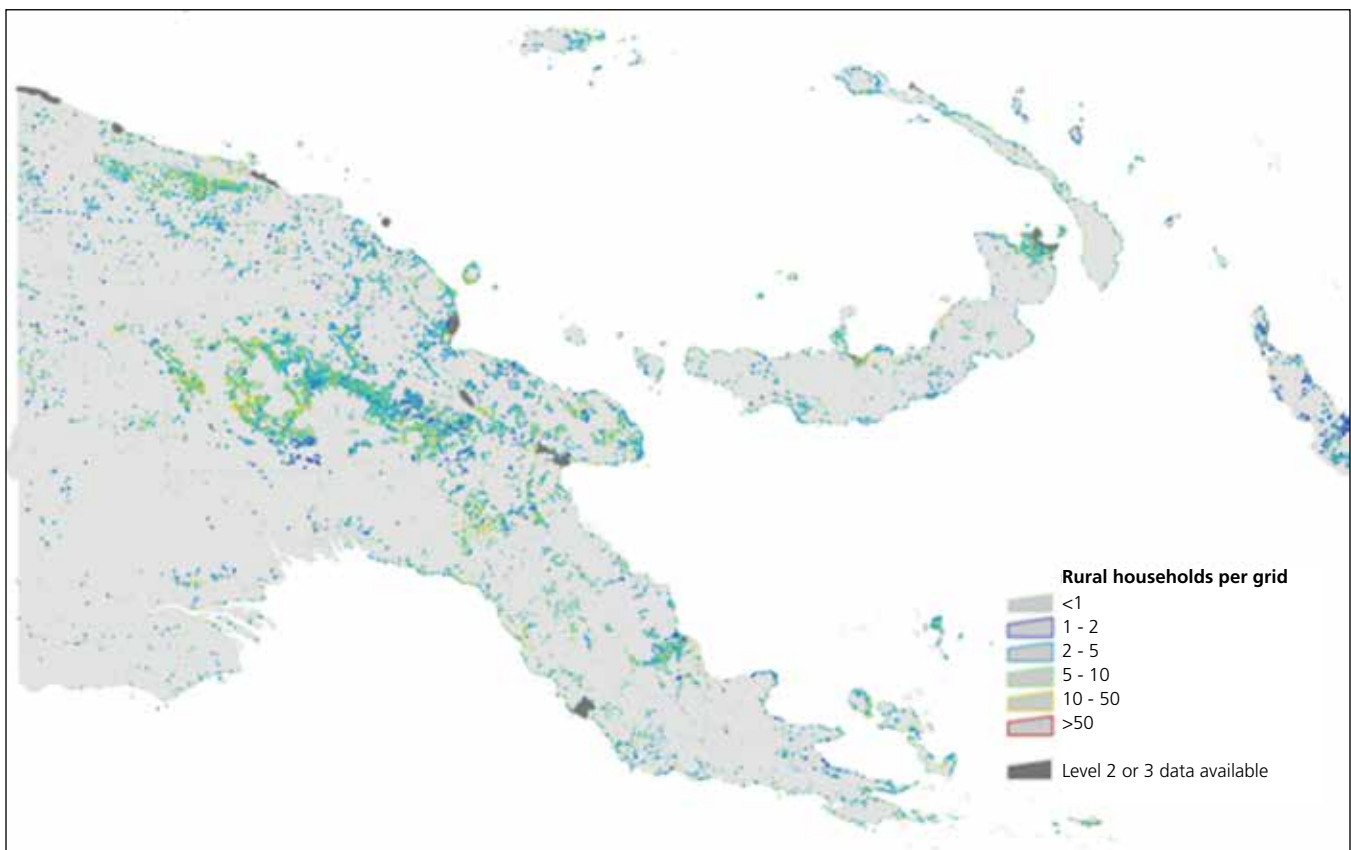 Rural households per grid
<1
1 - 2
2 - 5
5 - 10
10 - 50
>50
Level 2 or 3 data available